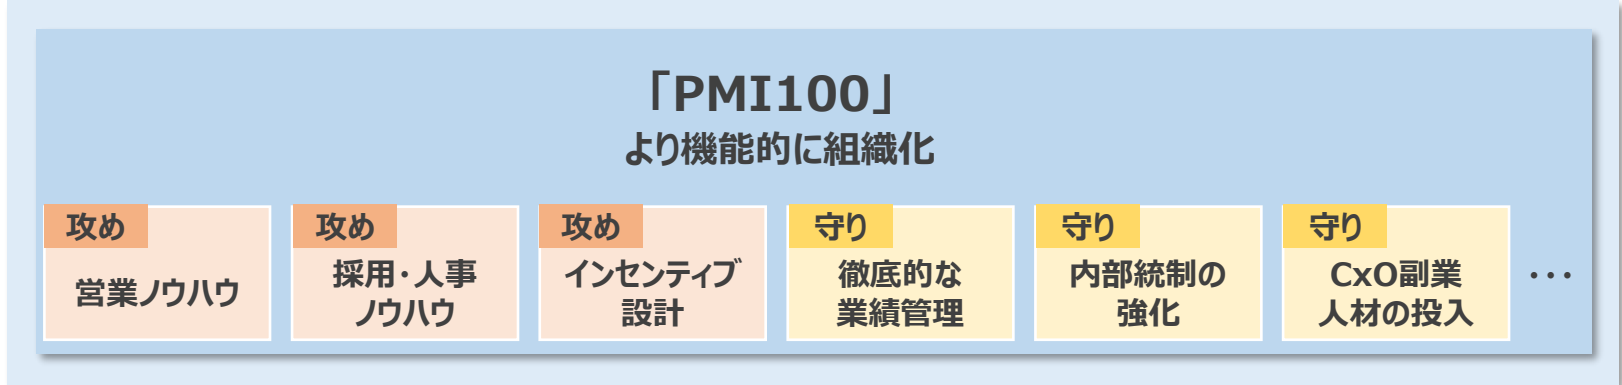 「PMI100」
より機能的に組織化
攻め
営業ノウハウ
攻め
採用・人事
ノウハウ
攻め
インセンティブ
設計
守り
徹底的な
業績管理
守り
内部統制の
強化
守り
CxO副業
人材の投入
・・・